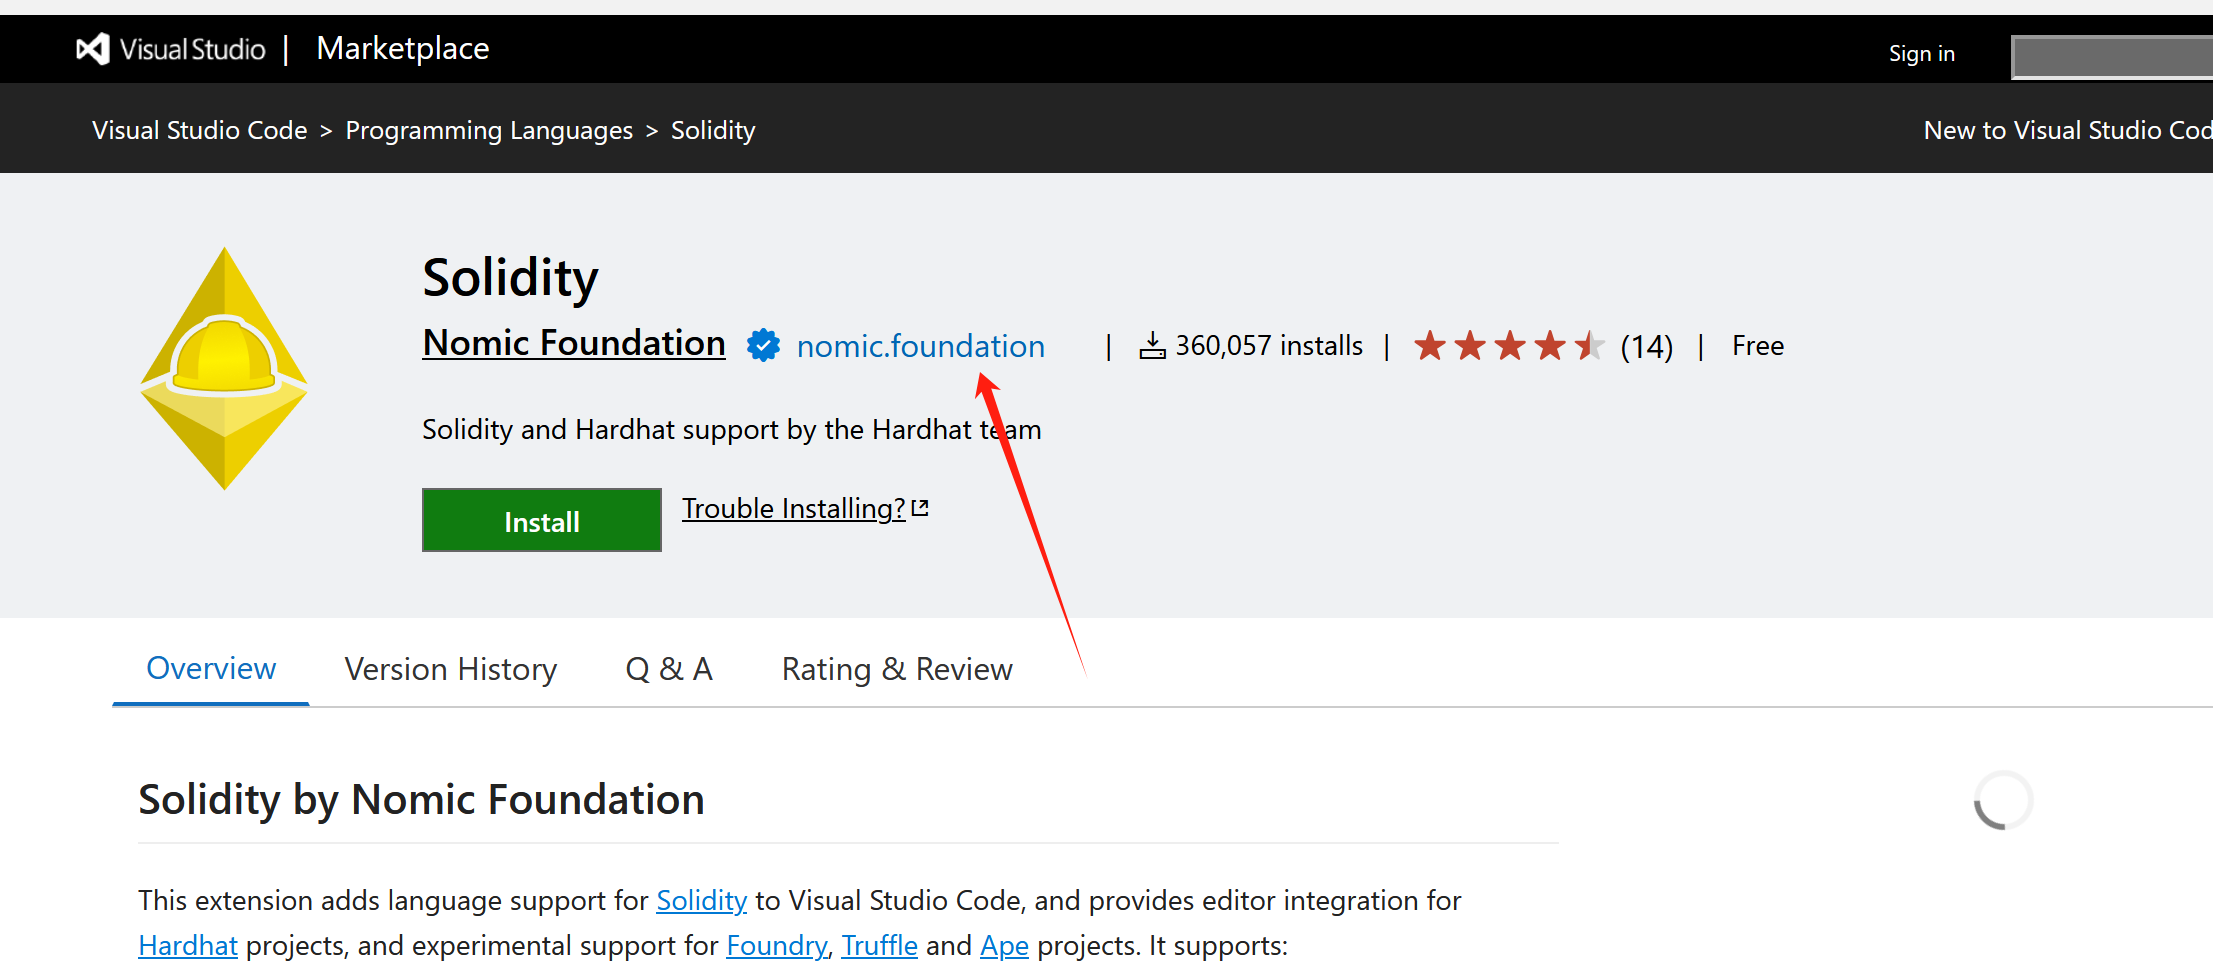 Visual Studio | Marketplace
Sign in
Visual Studio Code > Programming Languages > Solidity
New to Visual Studio Cod
Solidity
Nomic Foundation nomic.foundation | 360,057 installs | (14) | Free
Solidity and Hardhat support by the Hardhat team
Install
Trouble Installing?
Overview
Version History
Q & A
Rating & Review
Solidity by Nomic Foundation
This extension adds language support for Solidity to Visual Studio Code, and provides editor integration for
Hardhat projects, and experimental support for Foundry, Truffle and Ape projects. It supports: